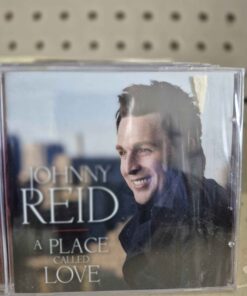 JOHNNY
REID
A PLACE
CALLED
LOVE